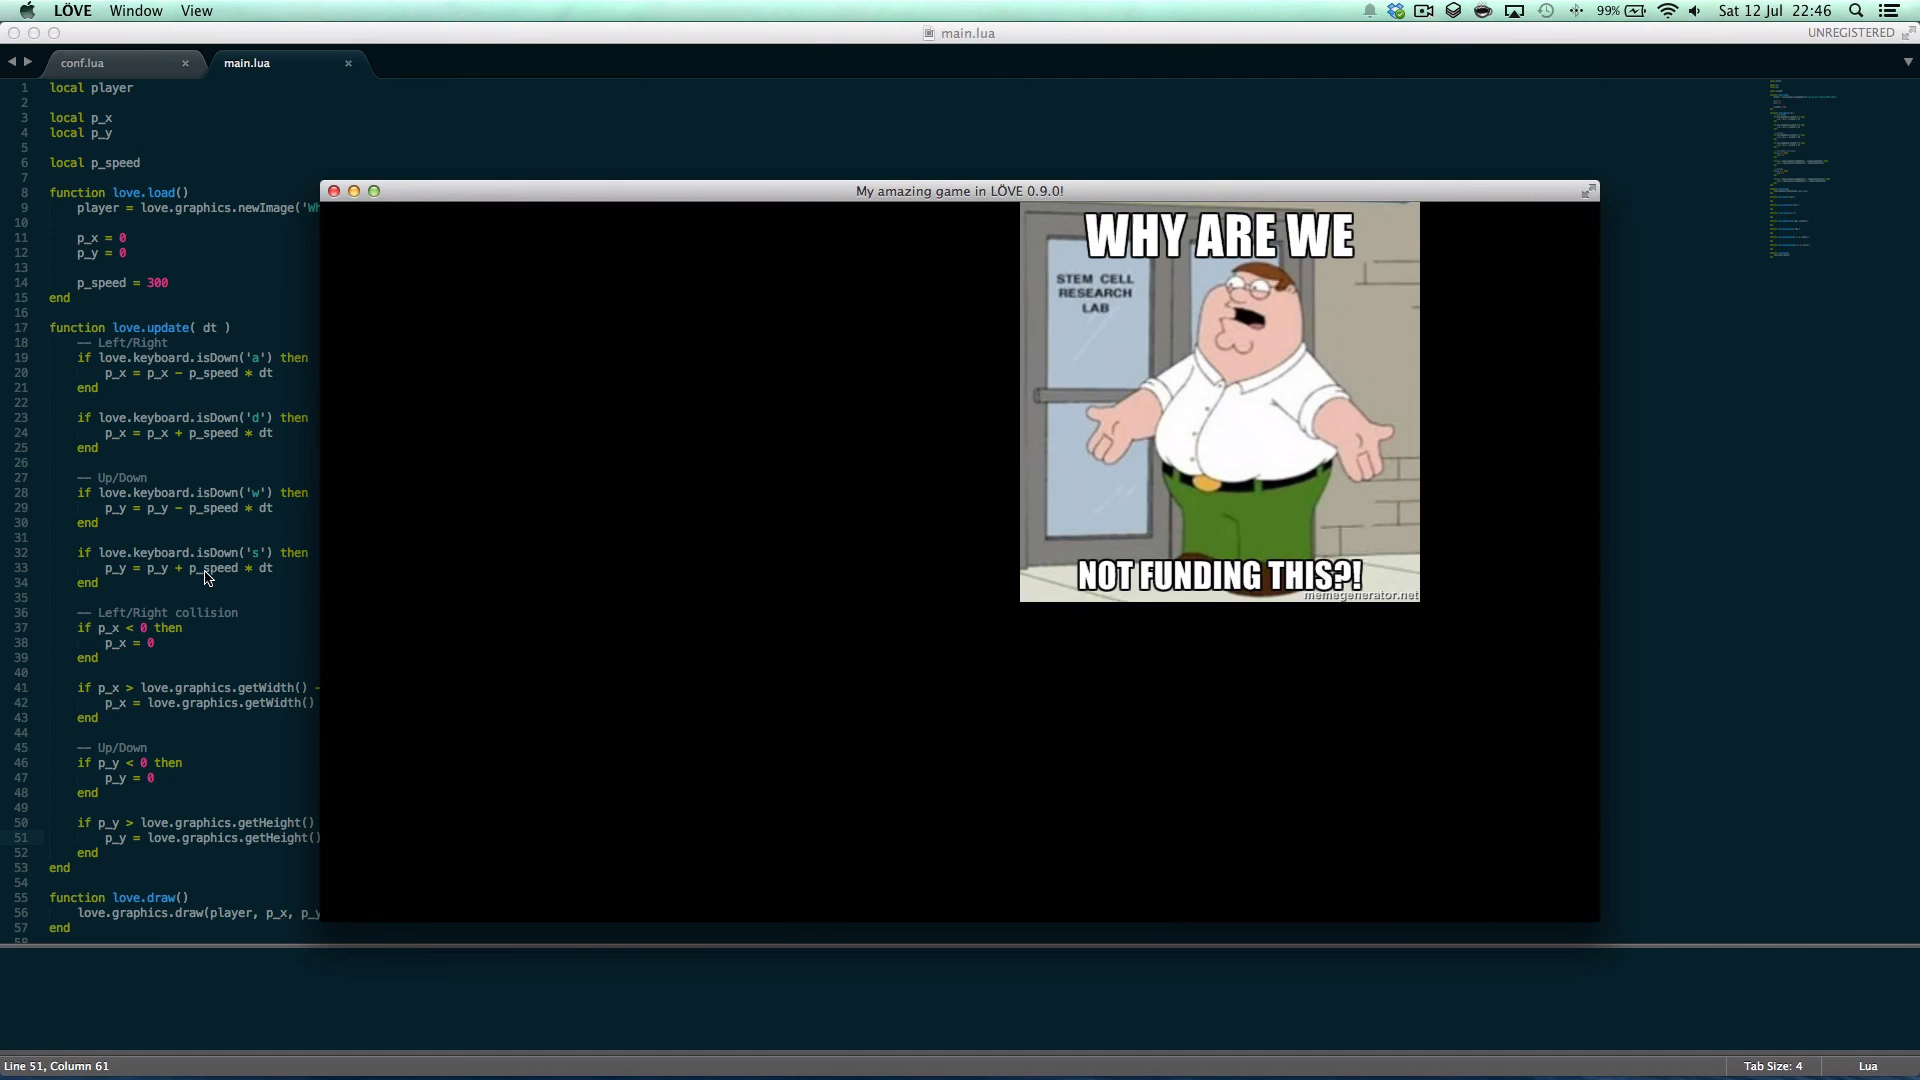 LÖVE Window View
99% Sat 12 Jul 22:46
main.lua
UNREGISTERED
conf.lua
main.lua
1 local player
2
3 local p_x
4 local p_y
5
6 local p_speed
7
8 function love.load()
9 player = love.graphics.newImage('Wh
10
11 p_x = 0
12 p_y = 0
13
14 p_speed = 300
15 end
16
17 function love.update( dt )
18 -- Left/Right
19 if love.keyboard.isDown('a') then
20 p_x = p_x - p_speed * dt
21 end
22
23 if love.keyboard.isDown('d') then
24 p_x = p_x + p_speed * dt
25 end
26
27 -- Up/Down
28 if love.keyboard.isDown('w') then
29 p_y = p_y - p_speed * dt
30 end
31
32 if love.keyboard.isDown('s') then
33 p_y = p_y + p_speed * dt
34 end
35
36 -- Left/Right collision
37 if p_x < 0 then
38 p_x = 0
39 end
40
41 if p_x > love.graphics.getWidth() -
42 p_x = love.graphics.getWidth()
43 end
44
45 -- Up/Down
46 if p_y < 0 then
47 p_y = 0
48 end
49
50 if p_y > love.graphics.getHeight()
51 p_y = love.graphics.getHeight()
52 end
53 end
54
55 function love.draw()
56 love.graphics.draw(player, p_x, p_y
57 end
58
My amazing game in LÖVE 0.9.0!
WHY ARE WE
STEM CELL
RESEARCH
LAB
NOT FUNDING THIS?!
memegenerator.net
Line 51, Column 61
Tab Size: 4
Lua